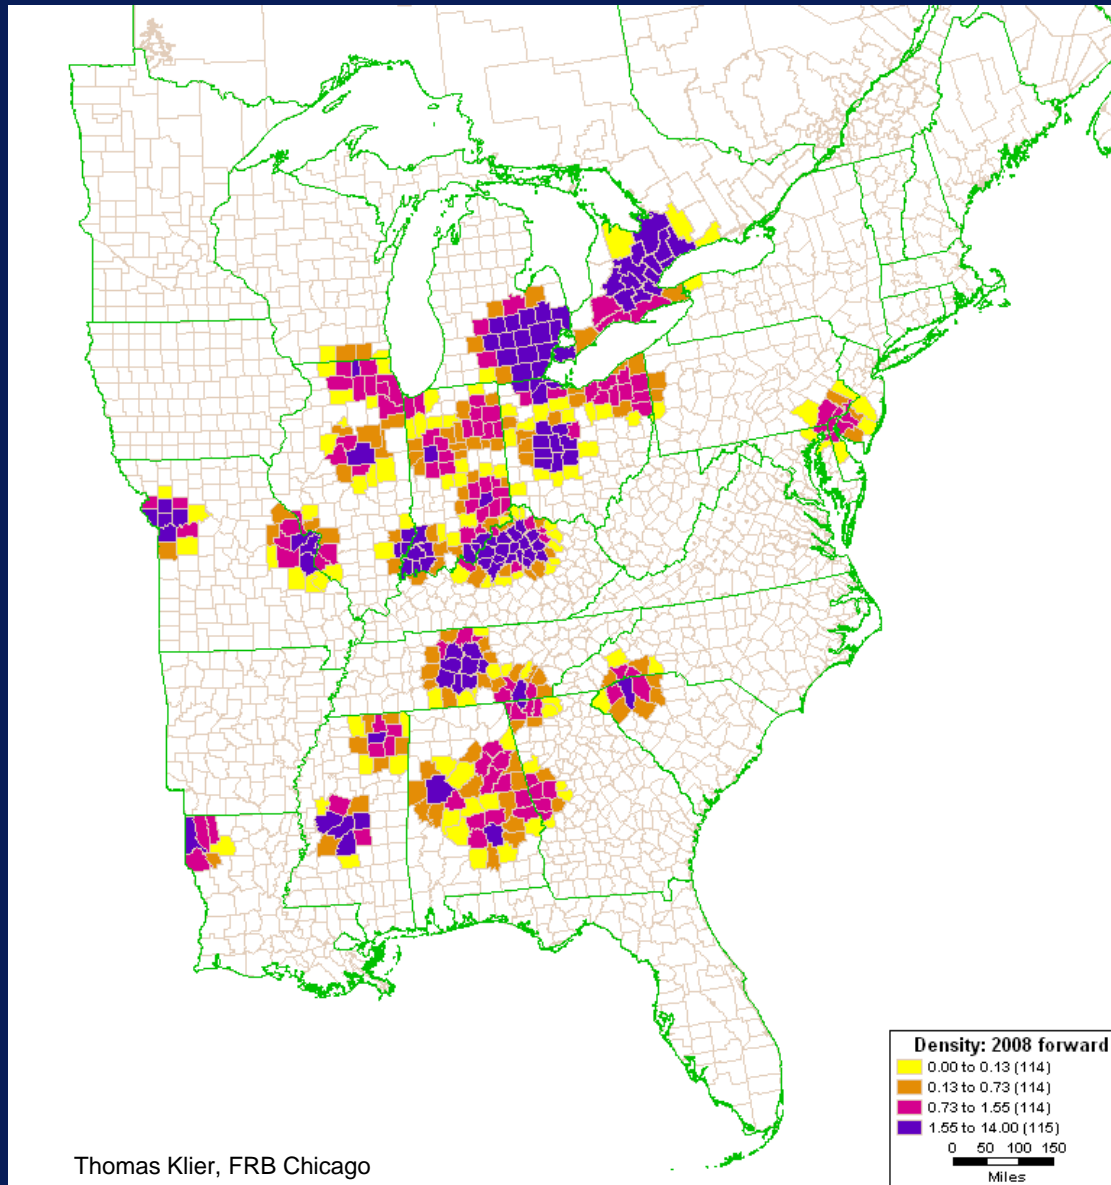 Density: 2008 forward
0.00 to 0.13 (114)
0.13 to 0.73 (114)
0.73 to 1.55 (114)
1.55 to 14.00 (115)
0 50 100 150
Miles
Thomas Klier, FRB Chicago